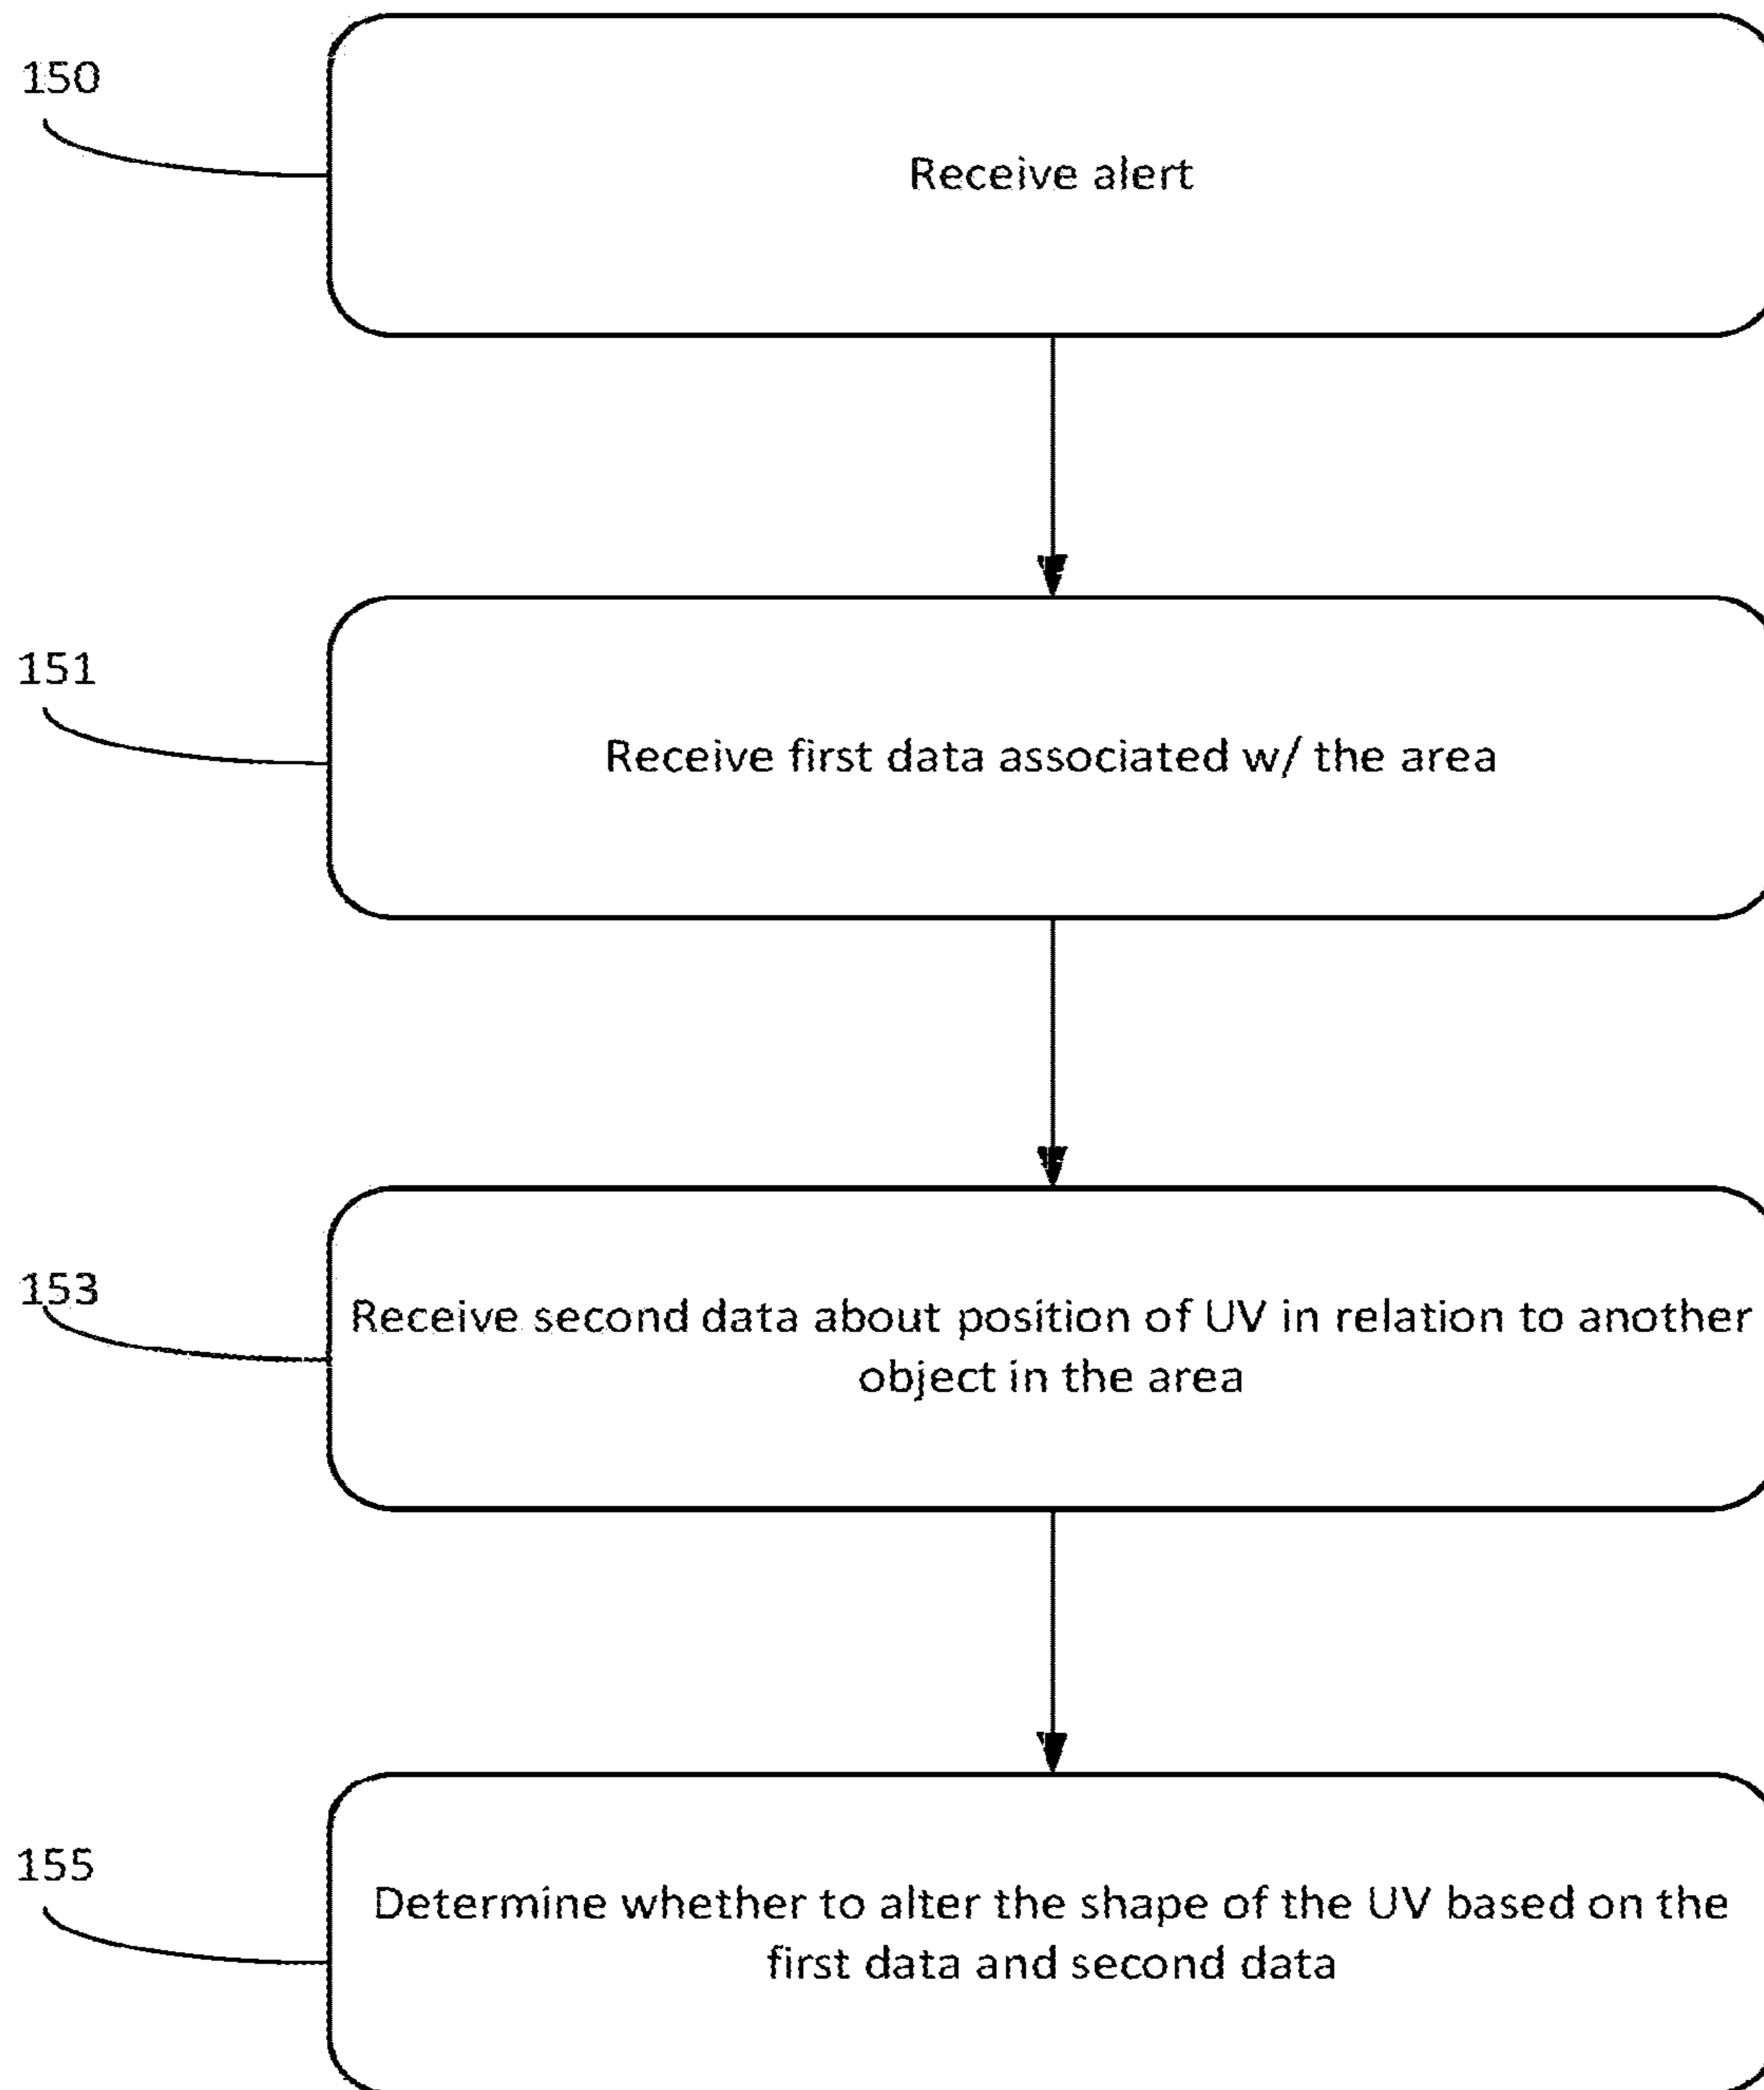 150
Receive alert
151
Receive first data associated w/ the area
153
Receive second data about position of UV in relation to another
object in the area
155
Determine whether to alter the shape of the UV based on the
first data and second data